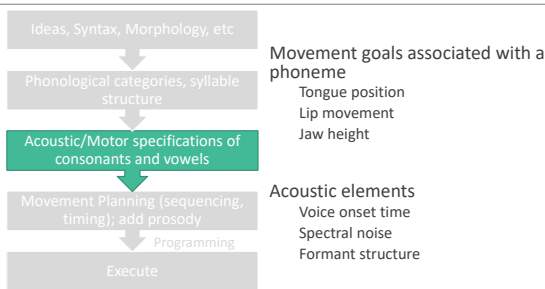 Ideas, Syntax, Morphology, etc
Phonological categories, syllable
structure
Acoustic/Motor specifications of
consonants and vowels
Movement Planning (sequencing,
timing); add prosody
Programming
Execute
Movement goals associated with a
phoneme
Tongue position
Lip movement
Jaw height
Acoustic elements
Voice onset time
Spectral noise
Formant structure